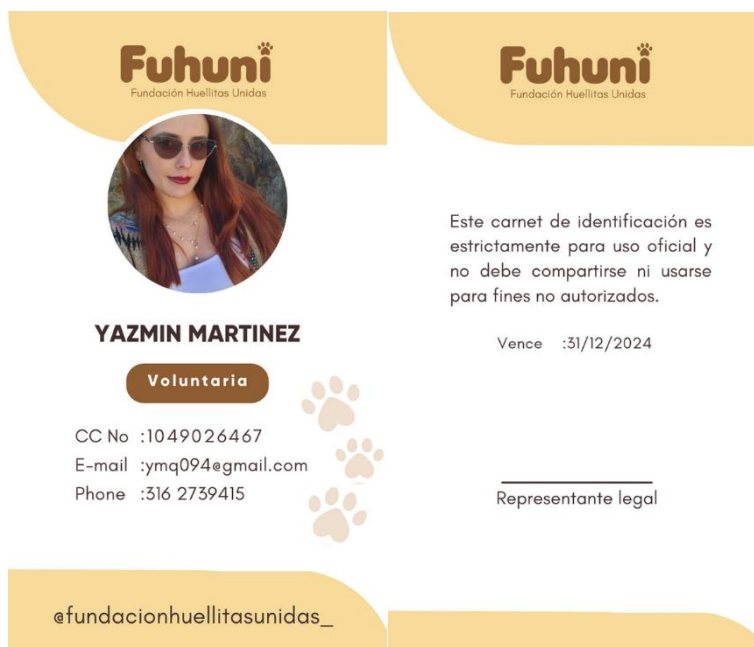 Fuhuni
Fundación Huellitas Unidas
YAZMIN MARTINEZ
Voluntaria
CC No :1049026467
E-mail :ymq094@gmail.com
Phone :316 2739415
@fundacionhuellitasunidas_
Fuhuni
Fundación Huellitas Unidas
Este carnet de identificación es
estrictamente para uso oficial y
no debe compartirse ni usarse
para fines no autorizados.
Vence :31/12/2024
Representante legal